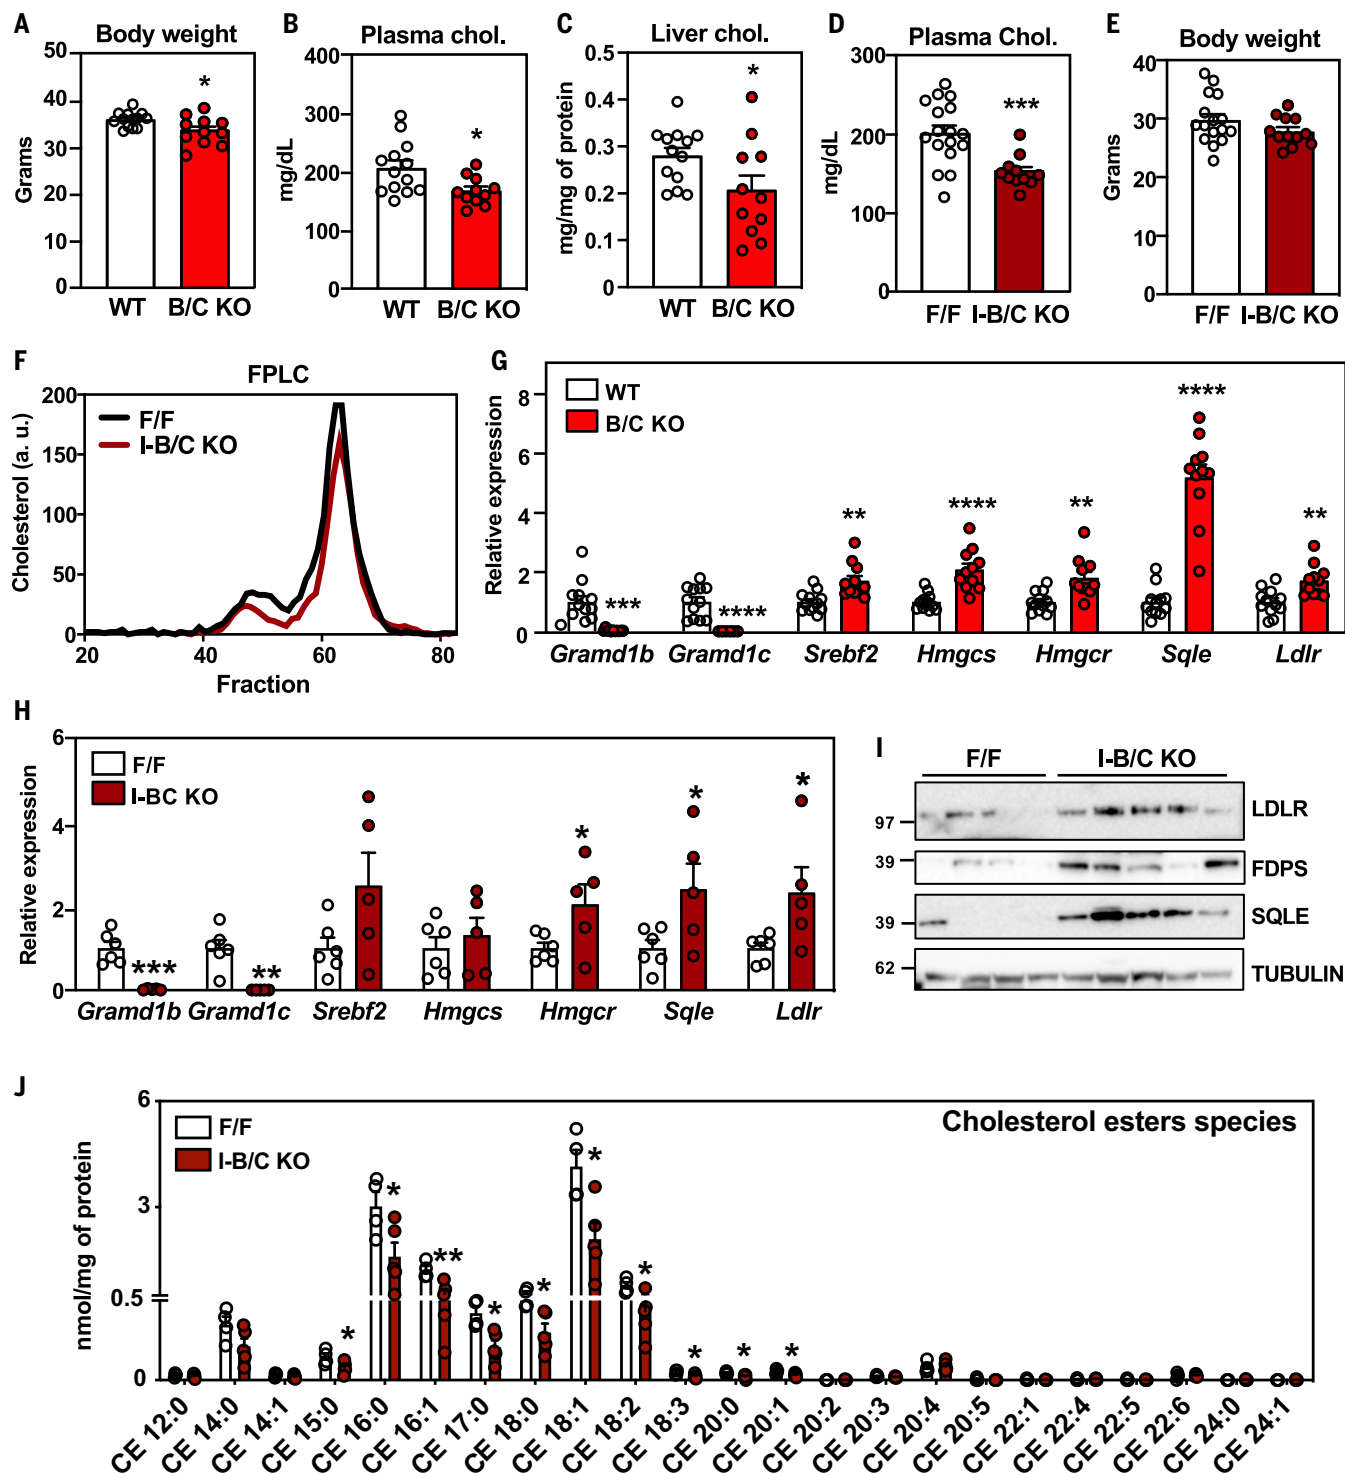 A
Body weight
50
40
30
20
10
0
Grams
*
WT
B/C KO
B
Plasma chol.
400
300
200
100
0
mg/dL
*
WT
B/C KO
C
Liver chol.
0.5
0.4
0.3
0.2
0.1
0
mg/mg of protein
*
WT
B/C KO
D
Plasma Chol.
300
200
100
0
mg/dL
***
F/F
I-B/C KO
E
Body weight
40
30
20
10
0
Grams
F/F
I-B/C KO
F
FPLC
200
150
100
50
0
Cholesterol (a. u.)
F/F
I-B/C KO
20
40
60
80
Fraction
G
WT
B/C KO
8
6
4
2
0
Relative expression
***
****
**
****
**
****
**
Gramd1b
Gramd1c
Srebf2
Hmgcs
Hmgcr
Sqle
Ldlr
H
F/F
I-BC KO
6
4
2
0
Relative expression
***
**
*
*
*
Gramd1b
Gramd1c
Srebf2
Hmgcs
Hmgcr
Sqle
Ldlr
I
F/F
I-B/C KO
97
LDLR
39
FDPS
39
SQLE
62
TUBULIN
J
Cholesterol esters species
F/F
I-B/C KO
6
3
0.5
0
nmol/mg of protein
*
*
**
*
*
*
*
*
*
*
CE 12:0
CE 14:0
CE 14:1
CE 15:0
CE 16:0
CE 16:1
CE 17:0
CE 18:0
CE 18:1
CE 18:2
CE 18:3
CE 20:0
CE 20:1
CE 20:2
CE 20:3
CE 20:4
CE 20:5
CE 22:1
CE 22:4
CE 22:5
CE 22:6
CE 24:0
CE 24:1